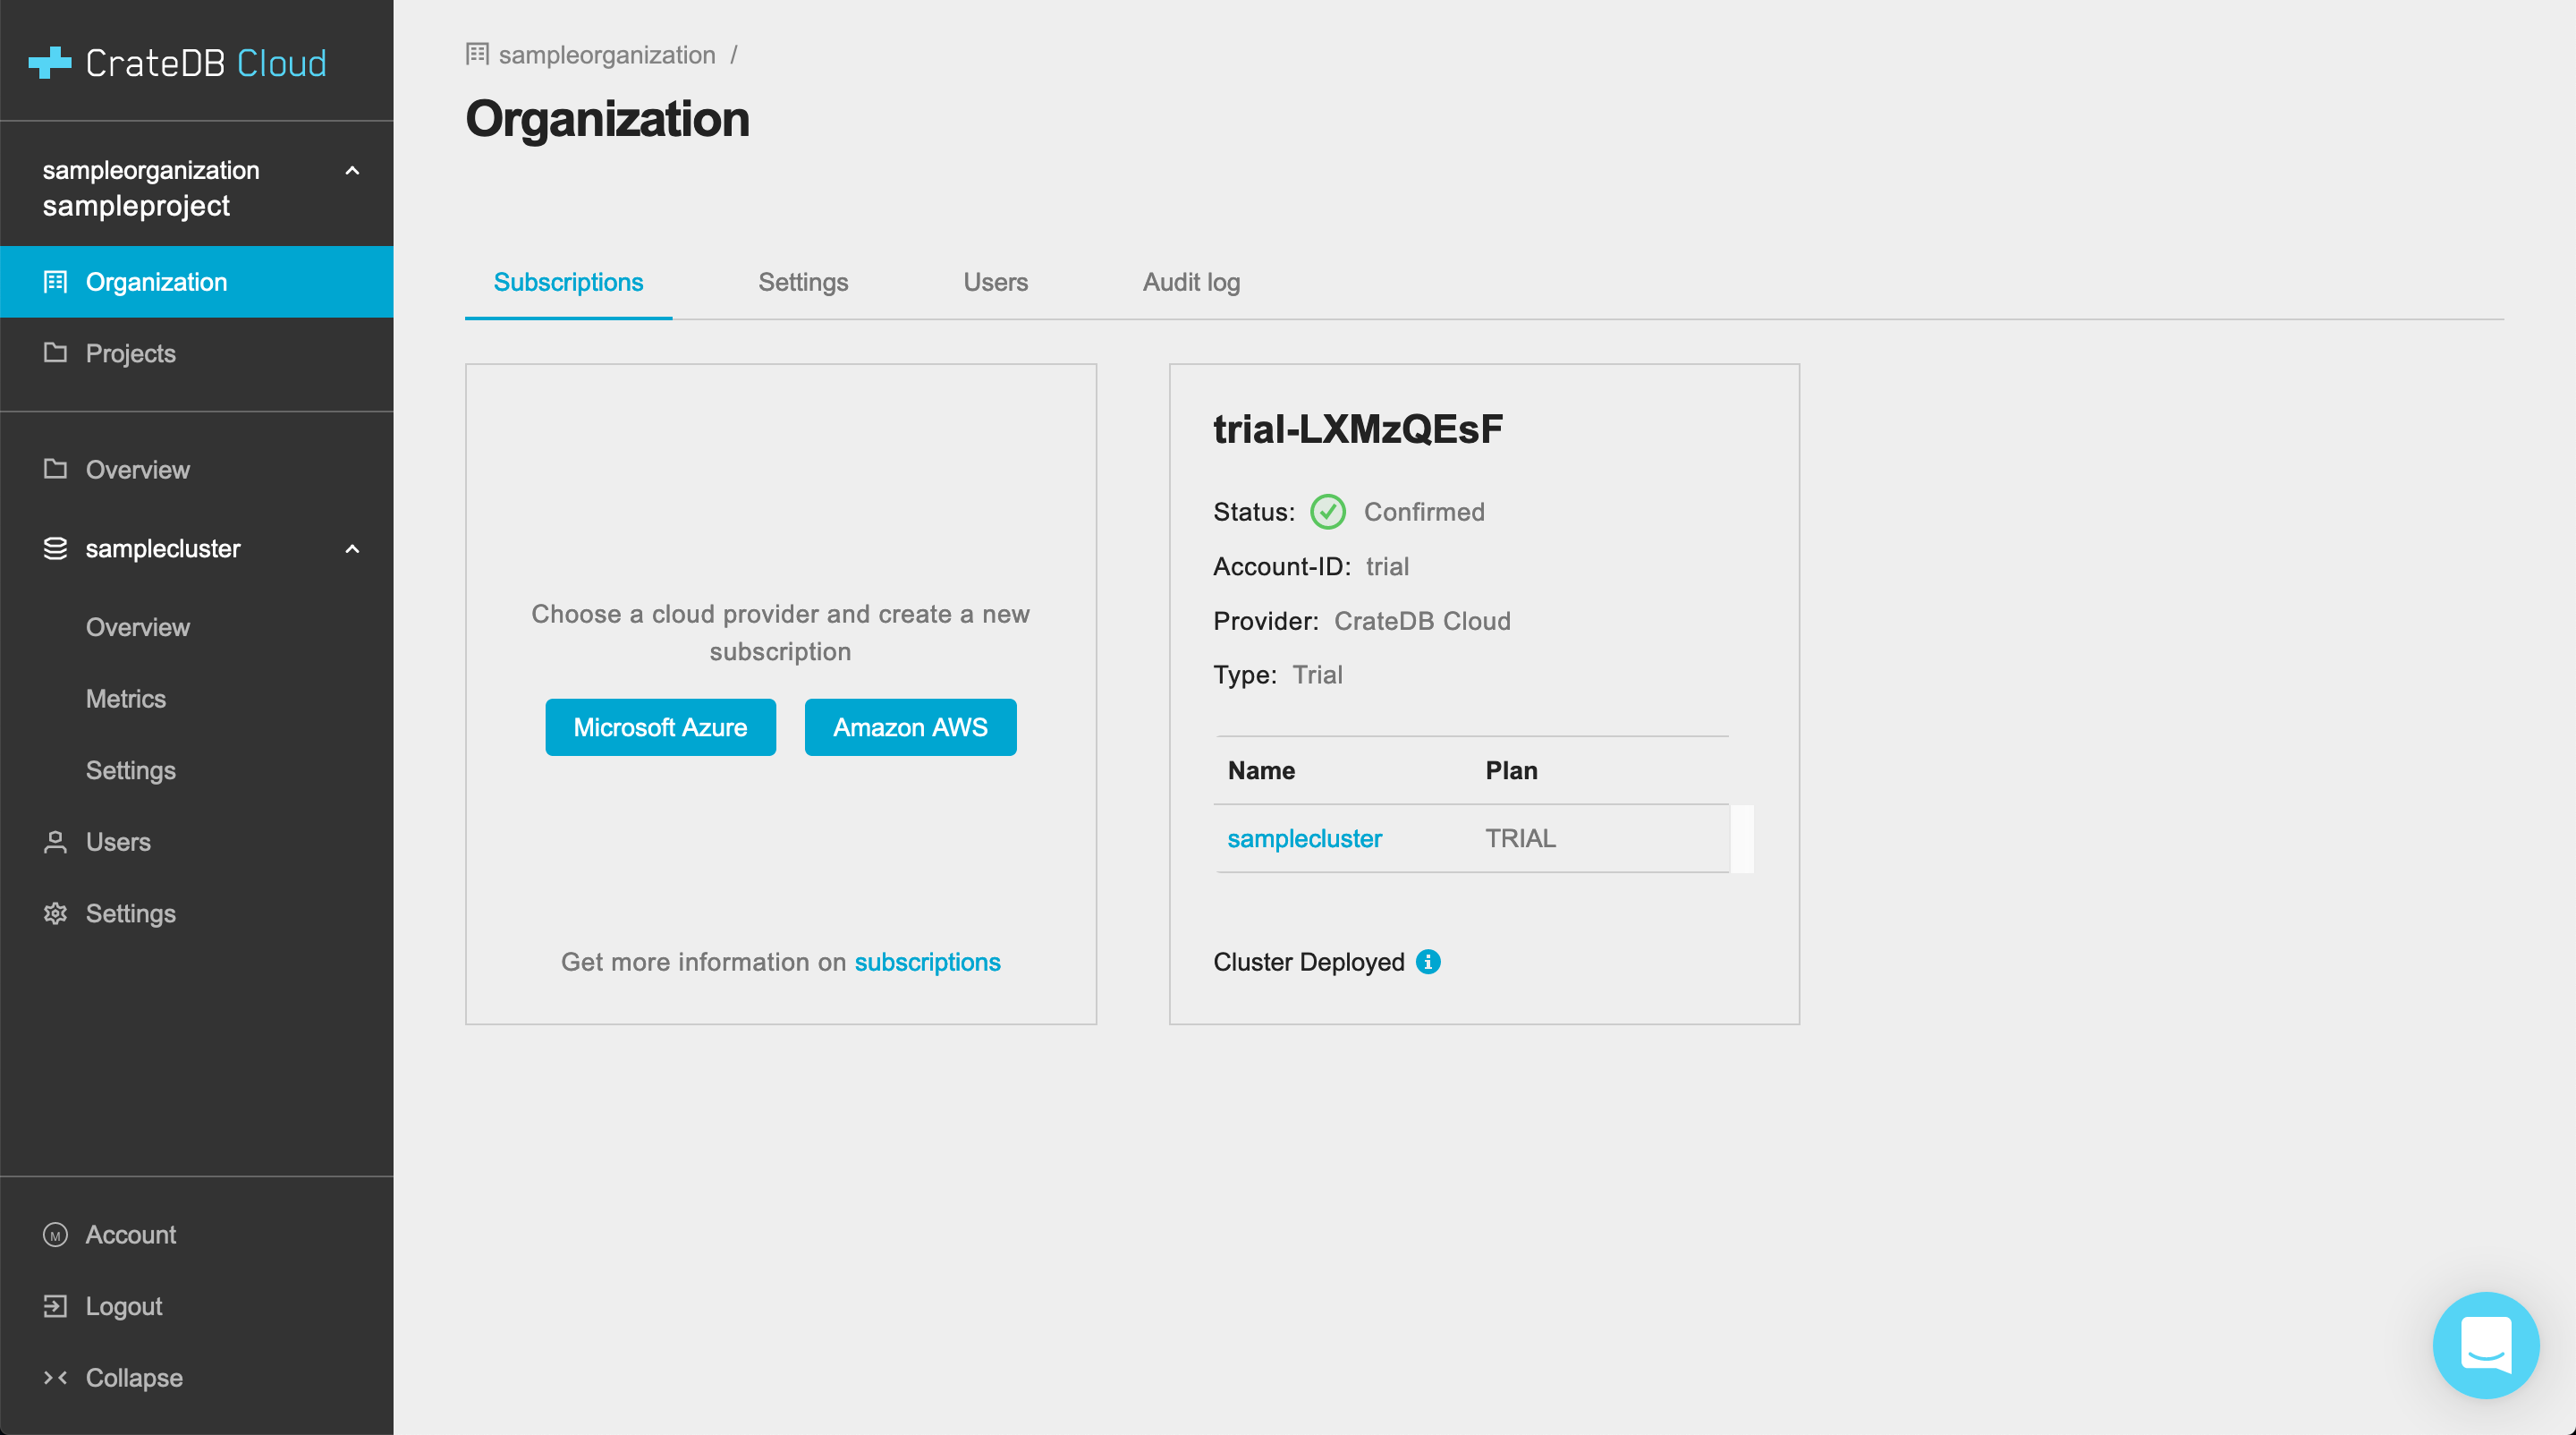 CrateDB Cloud
sampleorganization
sampleproject
Organization
Projects
Overview
samplecluster
Overview
Metrics
Settings
Users
Settings
M
Account
Logout
Collapse
sampleorganization /
Organization
Subscriptions Settings Users Audit log
Choose a cloud provider and create a new
subscription
Microsoft Azure Amazon AWS
Get more information on subscriptions
trial-LXMzQEsF
Status: Confirmed
Account-ID: trial
Provider: CrateDB Cloud
Type: Trial
Name Plan
samplecluster TRIAL
Cluster Deployed